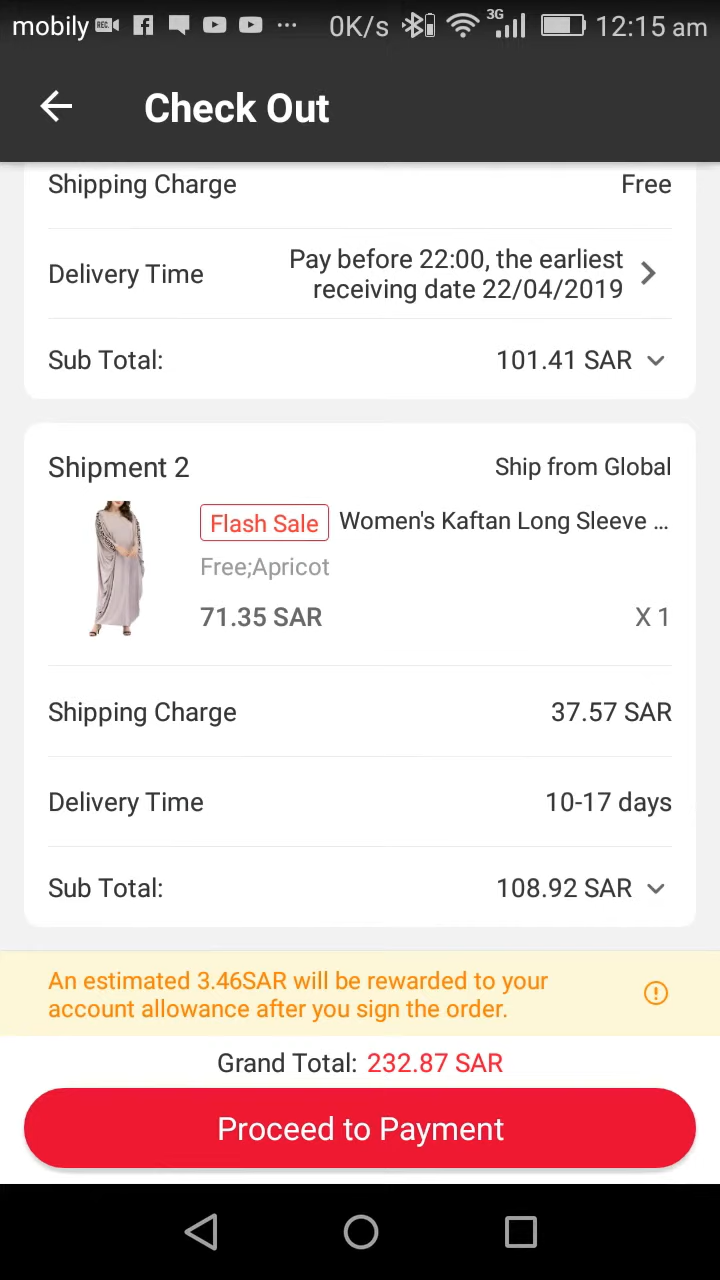 mobily REC. ... 0K/s 3G 12:15 am
Check Out
Shipping Charge Free
Delivery Time Pay before 22:00, the earliest
receiving date 22/04/2019
Sub Total: 101.41 SAR
Shipment 2 Ship from Global
Flash Sale Women's Kaftan Long Sleeve ...
Free;Apricot
71.35 SAR X 1
Shipping Charge 37.57 SAR
Delivery Time 10-17 days
Sub Total: 108.92 SAR
An estimated 3.46SAR will be rewarded to your
account allowance after you sign the order.
Grand Total: 232.87 SAR
Proceed to Payment